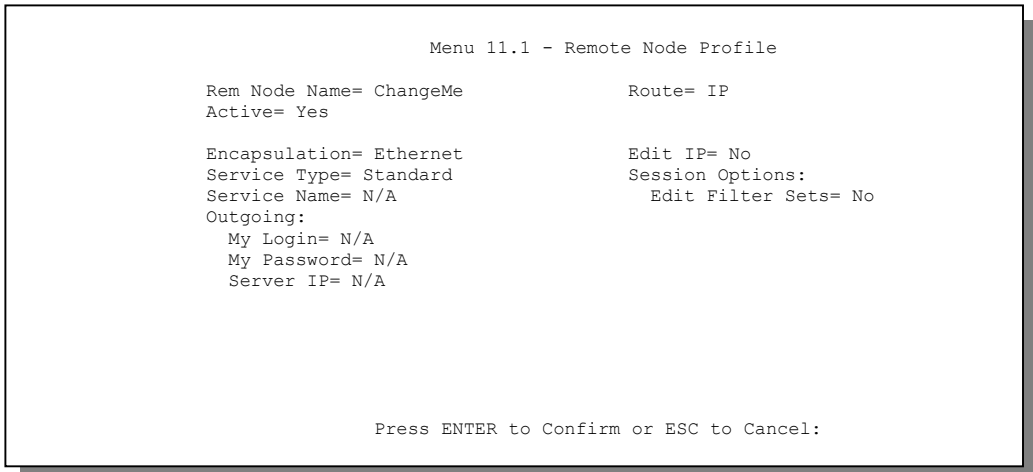 Menu 11.1 - Remote Node Profile
Rem Node Name= ChangeMe Route= IP
Active= Yes
Encapsulation= Ethernet Edit IP= No
Service Type= Standard Session Options:
Service Name= N/A Edit Filter Sets= No
Outgoing:
My Login= N/A
My Password= N/A
Server IP= N/A
Press ENTER to Confirm or ESC to Cancel: